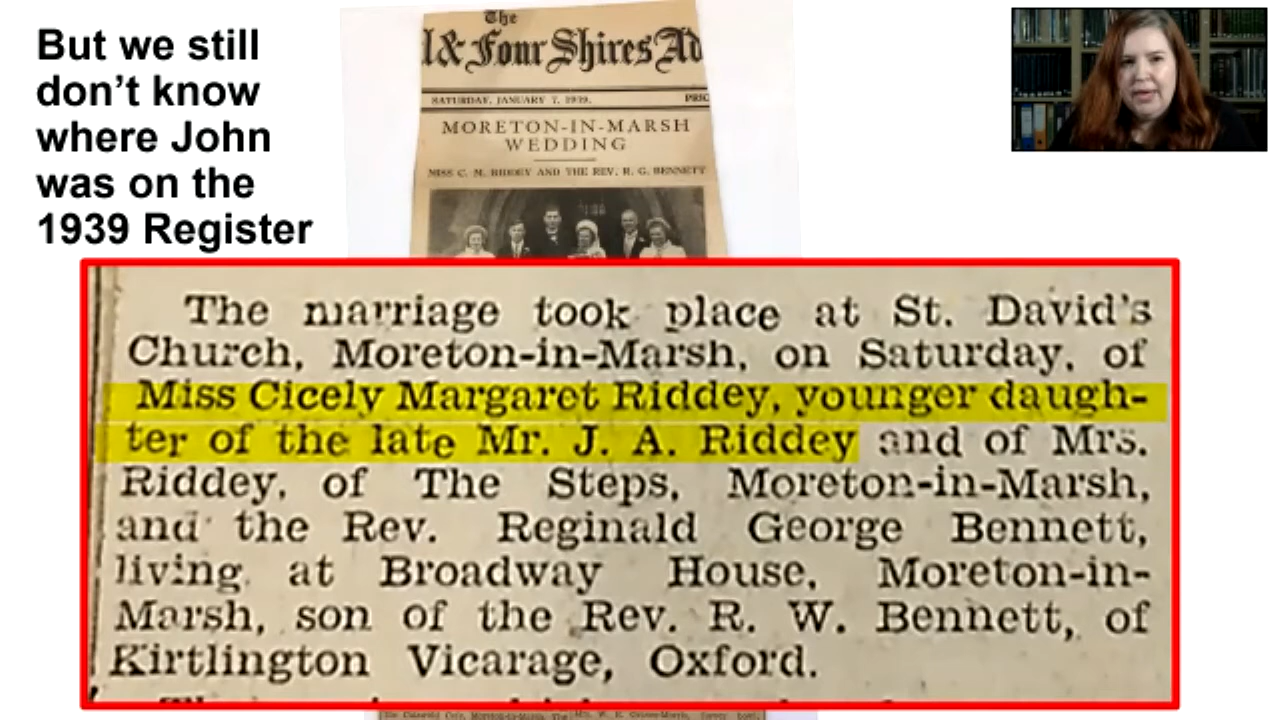 But we still
don’t know
where John
was on the
1939 Register
The
l & Four Shires Ad
SATURDAY, JANUARY 7, 1939.
PRIC
MORETON-IN-MARSH
WEDDING
MISS C. M. RIDDEY AND THE REV. R. G. BENNETT
The marriage took place at St. David's
Church, Moreton-in-Marsh, on Saturday, of
Miss Cicely Margaret Riddey, younger daugh-
ter of the late Mr. J. A. Riddey and of Mrs.
Riddey, of The Steps, Moreton-in-Marsh,
and the Rev. Reginald George Bennett,
living at Broadway House, Moreton-in-
Marsh, son of the Rev. R. W. Bennett, of
Kirtlington Vicarage, Oxford.